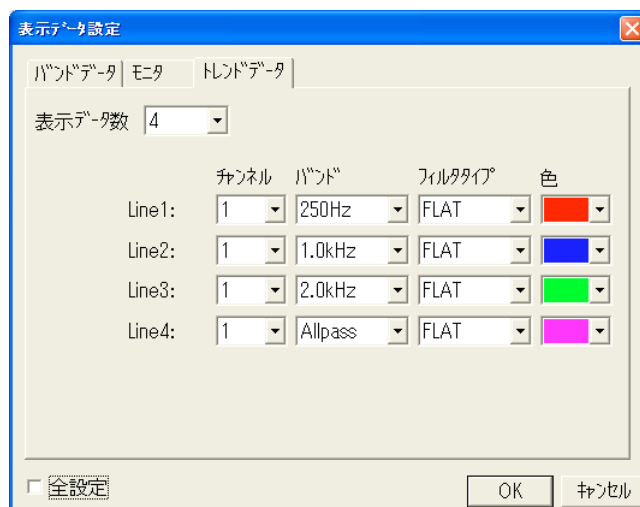 表示ﾃﾞｰﾀ設定
ﾊﾞﾝﾄﾞﾃﾞｰﾀ ﾓﾆﾀ ﾄﾚﾝﾄﾞﾃﾞｰﾀ
表示ﾃﾞｰﾀ数 4
ﾁｬﾝﾈﾙ ﾊﾞﾝﾄﾞ ﾌｨﾙﾀﾀｲﾌﾟ 色
Line1: 1 250Hz FLAT
Line2: 1 1.0kHz FLAT
Line3: 1 2.0kHz FLAT
Line4: 1 Allpass FLAT
全設定 OK ｷｬﾝｾﾙ